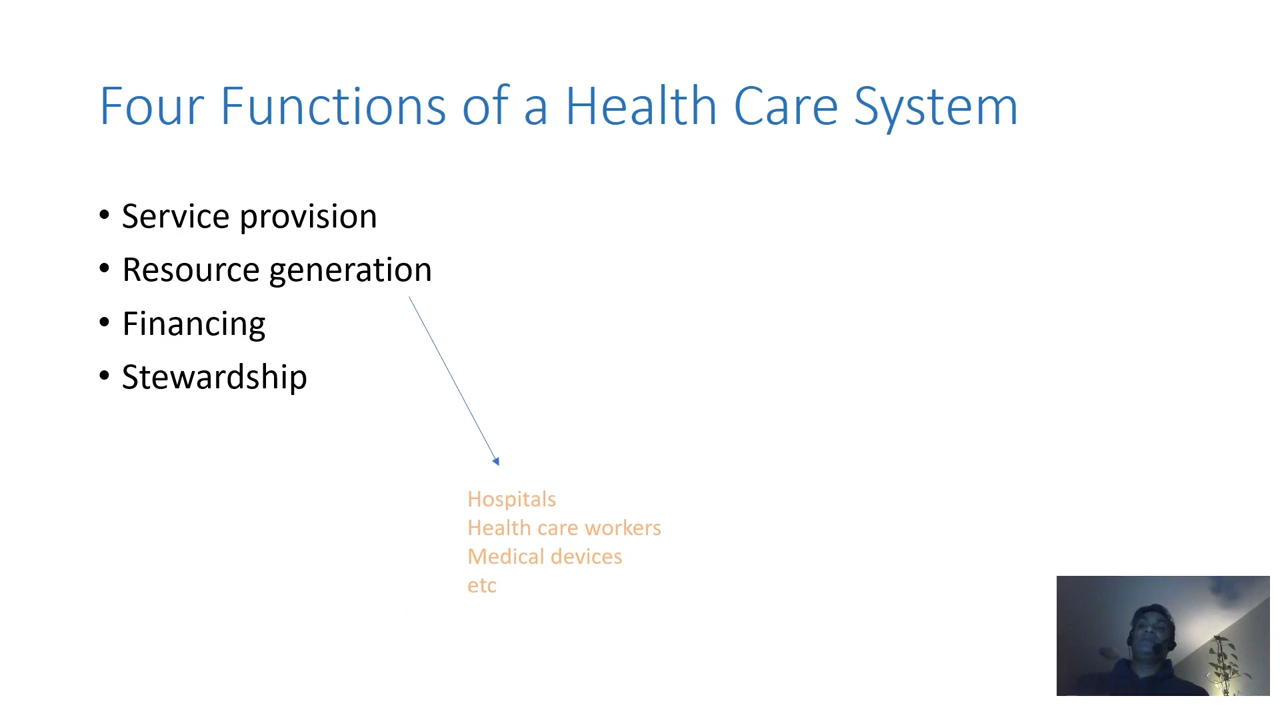 Four Functions of a Health Care System
• Service provision
• Resource generation
• Financing
• Stewardship
Hospitals
Health care workers
Medical devices
etc